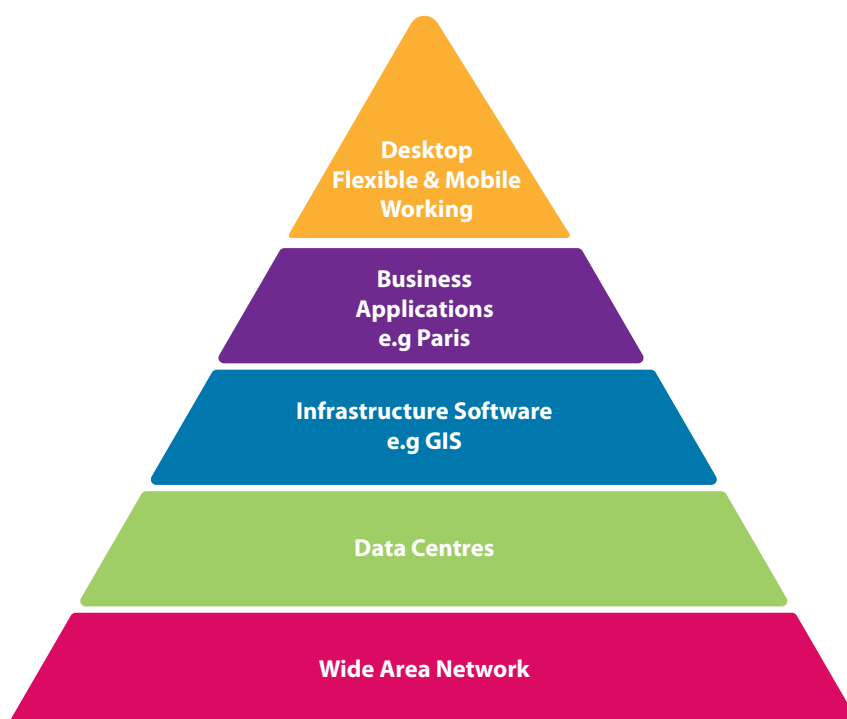 Desktop
Flexible & Mobile
Working
Business
Applications
e.g Paris
Infrastructure Software
e.g GIS
Data Centres
Wide Area Network